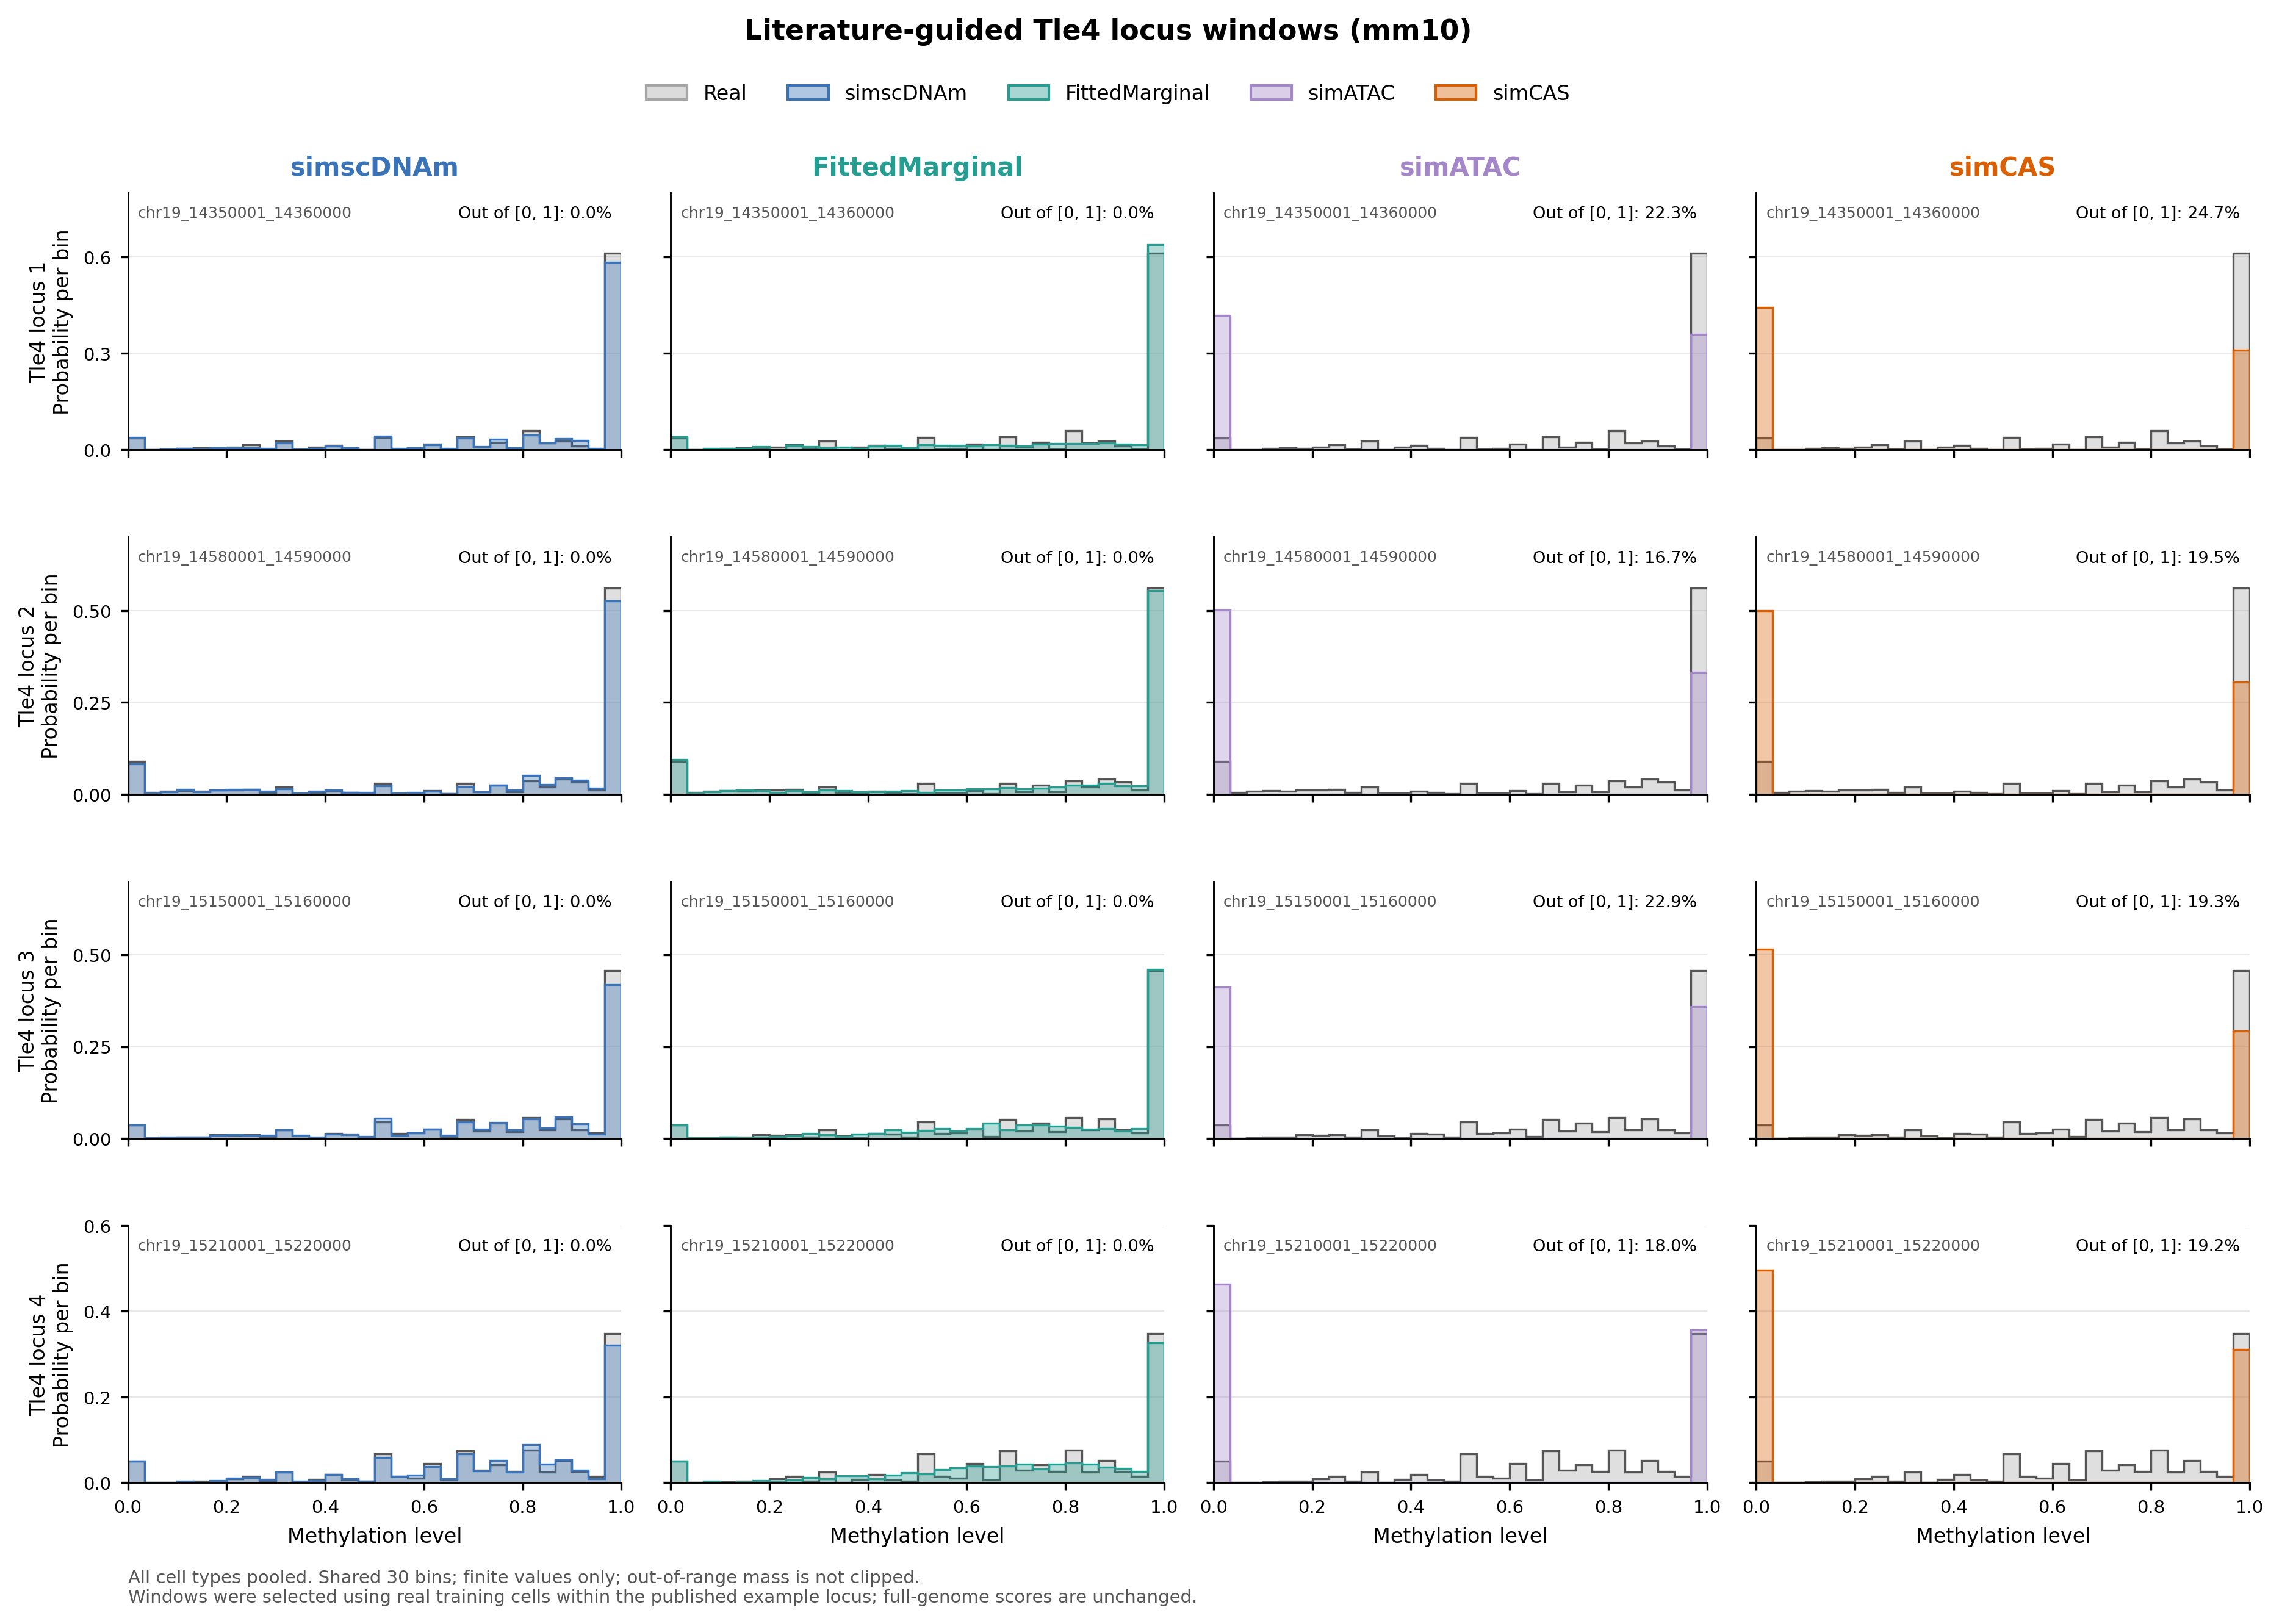 Literature-guided Tle4 locus windows (mm10)
Real simscDNAm FittedMarginal simATAC simCAS
simscDNAm FittedMarginal simATAC simCAS
Tle4 locus 1
Probability per bin
0.6
0.3
0.0
chr19_14350001_14360000 Out of [0, 1]: 0.0%
chr19_14350001_14360000 Out of [0, 1]: 0.0%
chr19_14350001_14360000 Out of [0, 1]: 22.3%
chr19_14350001_14360000 Out of [0, 1]: 24.7%
Tle4 locus 2
Probability per bin
0.50
0.25
0.00
chr19_14580001_14590000 Out of [0, 1]: 0.0%
chr19_14580001_14590000 Out of [0, 1]: 0.0%
chr19_14580001_14590000 Out of [0, 1]: 16.7%
chr19_14580001_14590000 Out of [0, 1]: 19.5%
Tle4 locus 3
Probability per bin
0.50
0.25
0.00
chr19_15150001_15160000 Out of [0, 1]: 0.0%
chr19_15150001_15160000 Out of [0, 1]: 0.0%
chr19_15150001_15160000 Out of [0, 1]: 22.9%
chr19_15150001_15160000 Out of [0, 1]: 19.3%
Tle4 locus 4
Probability per bin
0.6
0.4
0.2
0.0
chr19_15210001_15220000 Out of [0, 1]: 0.0%
chr19_15210001_15220000 Out of [0, 1]: 0.0%
chr19_15210001_15220000 Out of [0, 1]: 18.0%
chr19_15210001_15220000 Out of [0, 1]: 19.2%
0.0 0.2 0.4 0.6 0.8 1.0
0.0 0.2 0.4 0.6 0.8 1.0
0.0 0.2 0.4 0.6 0.8 1.0
0.0 0.2 0.4 0.6 0.8 1.0
Methylation level Methylation level Methylation level Methylation level
All cell types pooled. Shared 30 bins; finite values only; out-of-range mass is not clipped.
Windows were selected using real training cells within the published example locus; full-genome scores are unchanged.